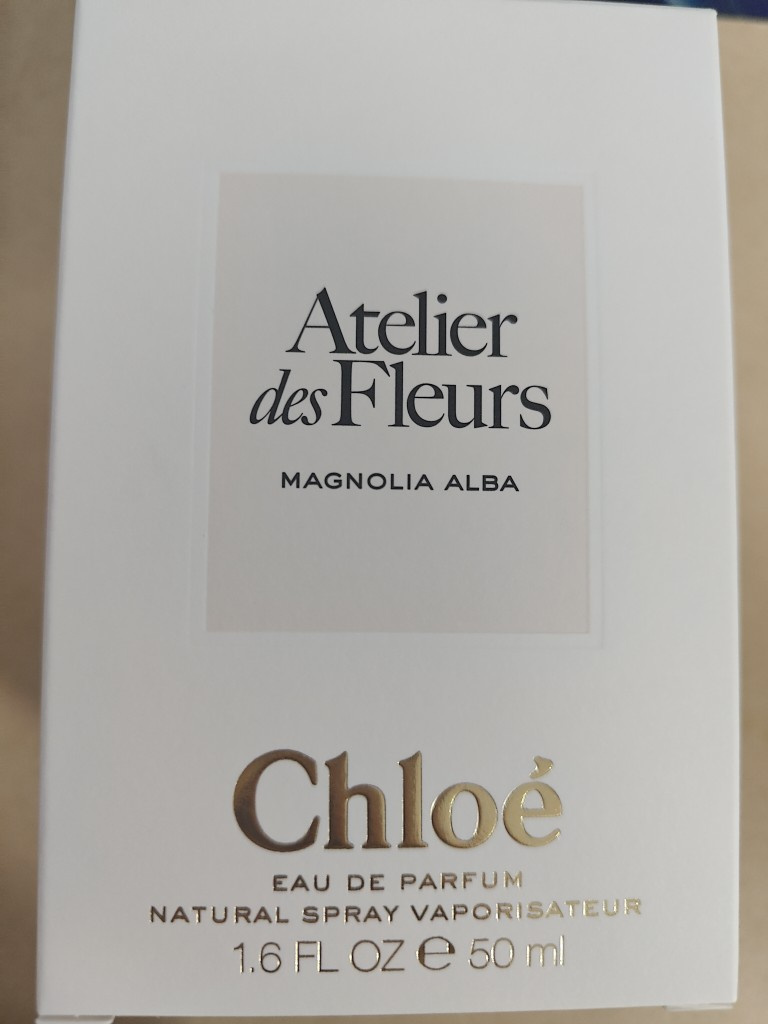 Atelier
des Fleurs
MAGNOLIA ALBA
Chloé
EAU DE PARFUM
NATURAL SPRAY VAPORISATEUR
1.6 FL OZ ℮ 50 ml